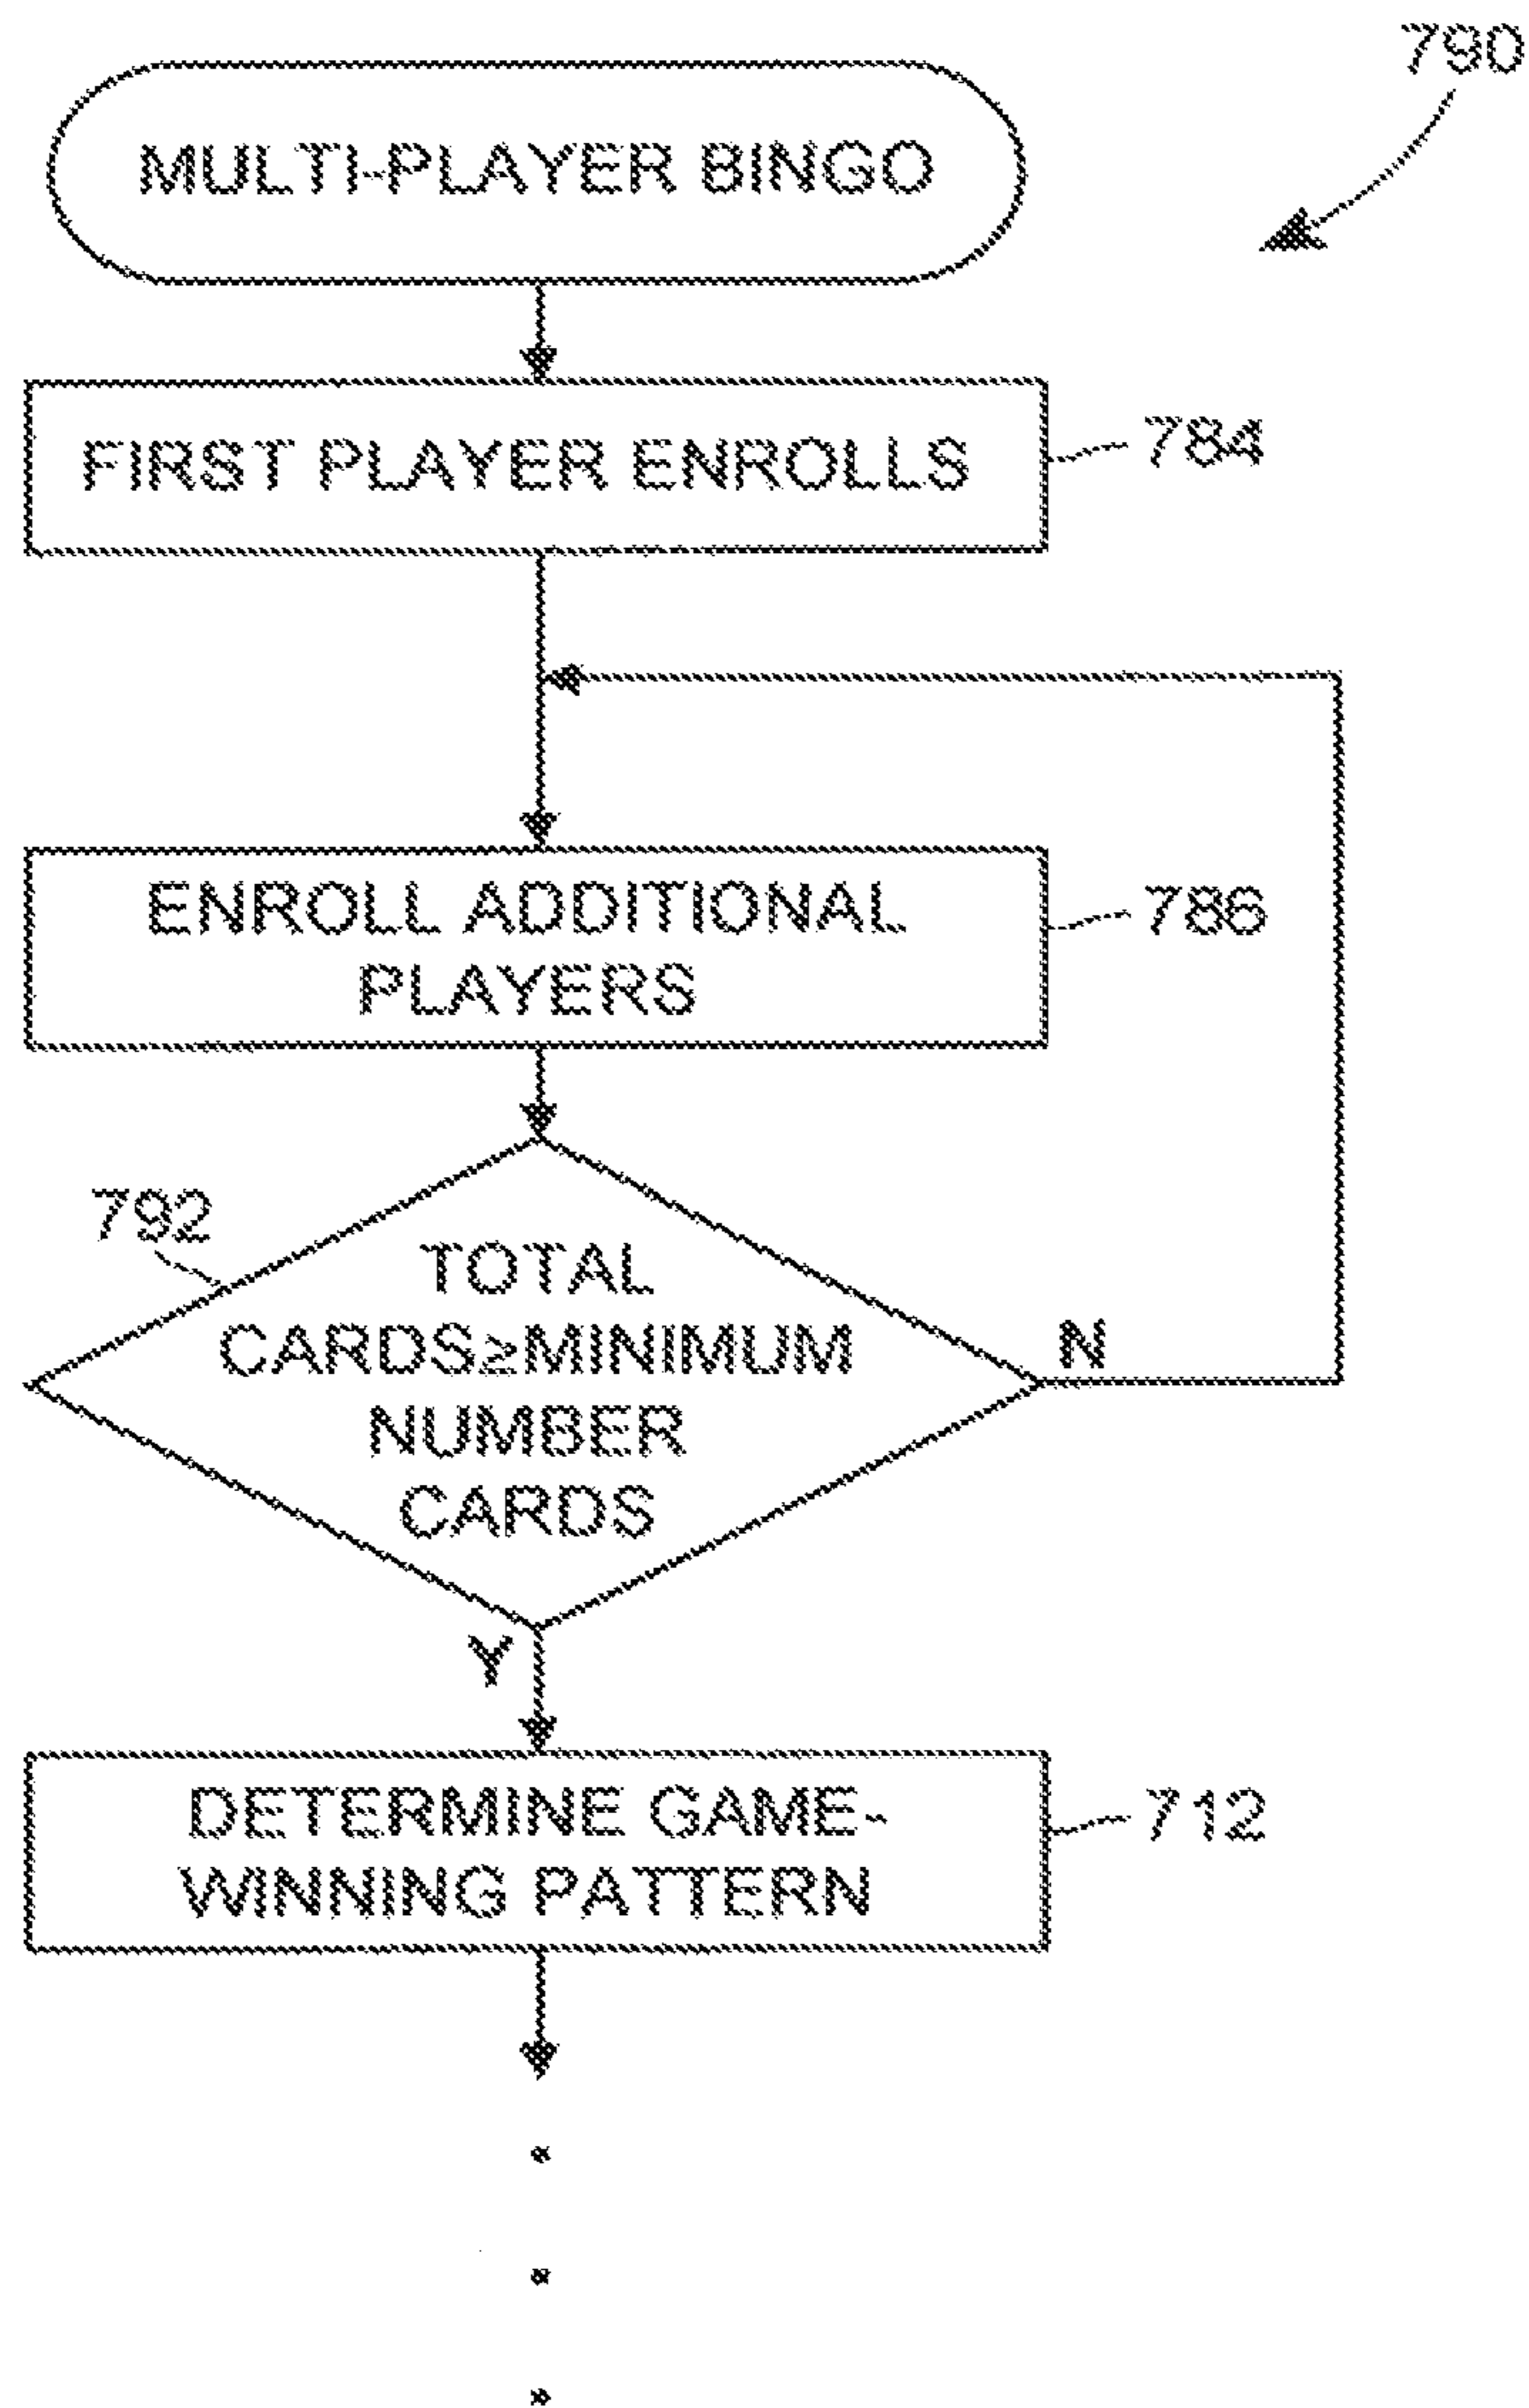 790
MULTI-PLAYER BINGO
FIRST PLAYER ENROLLS
784
ENROLL ADDITIONAL
PLAYERS
786
792
TOTAL
CARDS≥MINIMUM
NUMBER
CARDS
N
Y
DETERMINE GAME-
WINNING PATTERN
712